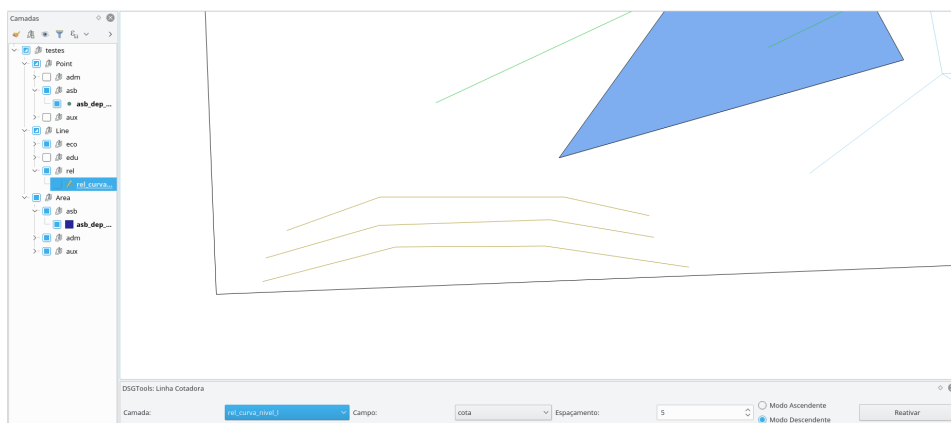 Camadas
testes
Point
adm
asb
asb_dep_...
aux
Line
eco
edu
rel
rel_curva...
Area
asb
asb_dep_...
adm
aux
DSGTools: Linha Cotadora
Camada: rel_curva_nivel_l Campo: cota Espaçamento: 5 Modo Ascendente Reativar
Modo Descendente